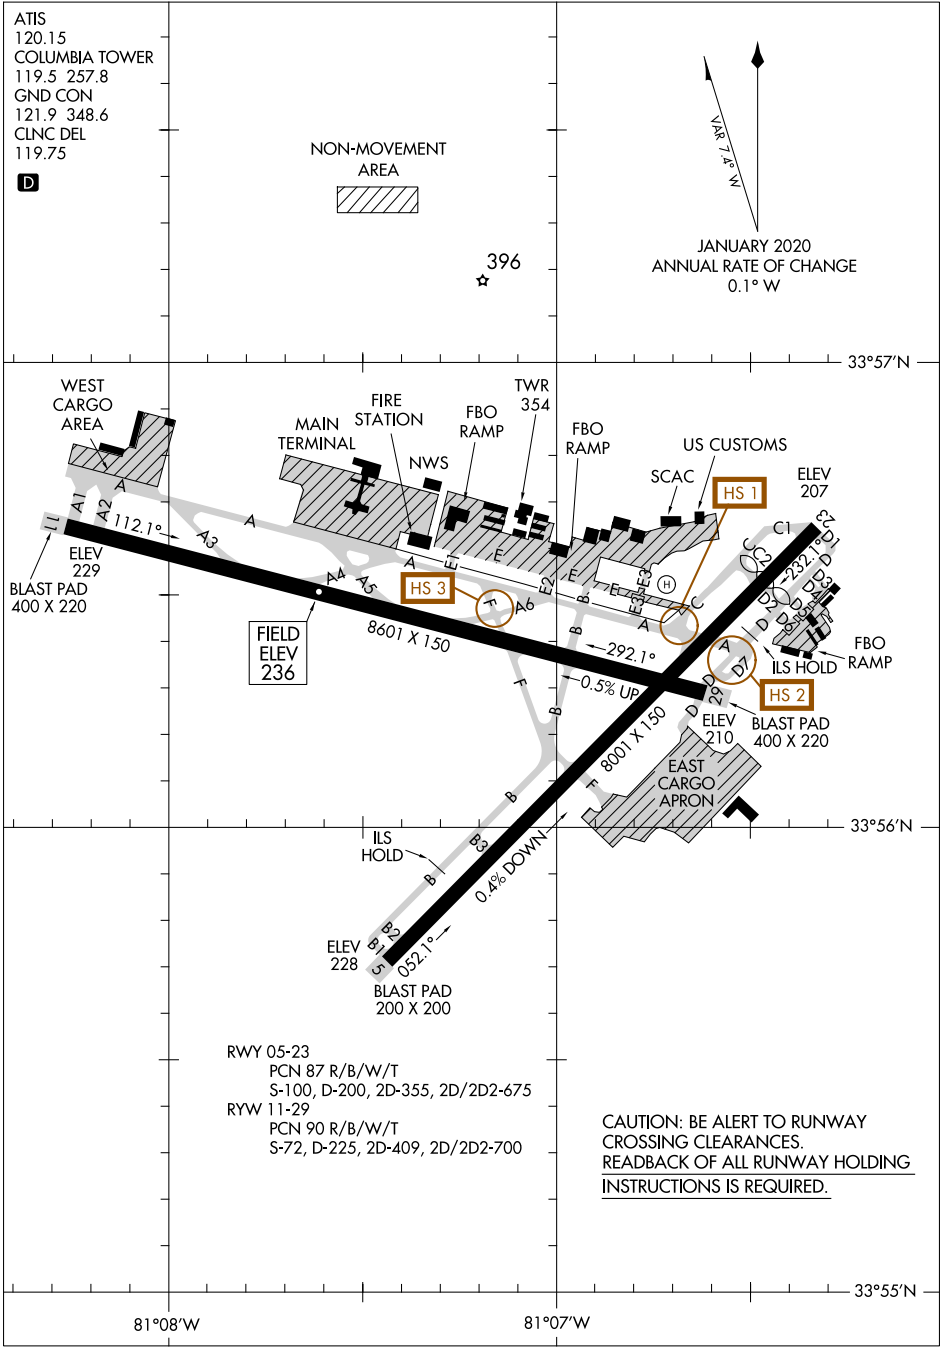 ATIS
120.15
COLUMBIA TOWER
119.5 257.8
GND CON
121.9 348.6
CLNC DEL
119.75
D
NON-MOVEMENT
AREA
396
VAR 7.4° W
JANUARY 2020
ANNUAL RATE OF CHANGE
0.1° W
33°57'N
WEST
CARGO
AREA
MAIN
TERMINAL
FIRE
STATION
NWS
FBO
RAMP
TWR
354
FBO
RAMP
SCAC
US CUSTOMS
HS 1
ELEV
207
23
A
A1
A2
11
112.1°
A3
A
ELEV
229
BLAST PAD
400 X 220
A4
A5
A
E1
E
E2
E
E
E3
E3
H
HS 3
F
A6
B
B
A
C
C
C1
C2
D1
232.1°
D
D3
D4
D5
D
D2
D6
D
FIELD
ELEV
236
8601 X 150
292.1°
0.5% UP
A
D7
ILS HOLD
FBO
RAMP
HS 2
D
29
D
ELEV
210
BLAST PAD
400 X 220
F
B
8001 X 150
EAST
CARGO
APRON
F
B
B3
33°56'N
ILS
HOLD
B
0.4% DOWN
B2
B1
5
052.1°
ELEV
228
BLAST PAD
200 X 200
RWY 05-23
PCN 87 R/B/W/T
S-100, D-200, 2D-355, 2D/2D2-675
RYW 11-29
PCN 90 R/B/W/T
S-72, D-225, 2D-409, 2D/2D2-700
CAUTION: BE ALERT TO RUNWAY
CROSSING CLEARANCES.
READBACK OF ALL RUNWAY HOLDING
INSTRUCTIONS IS REQUIRED.
33°55'N
81°08'W
81°07'W